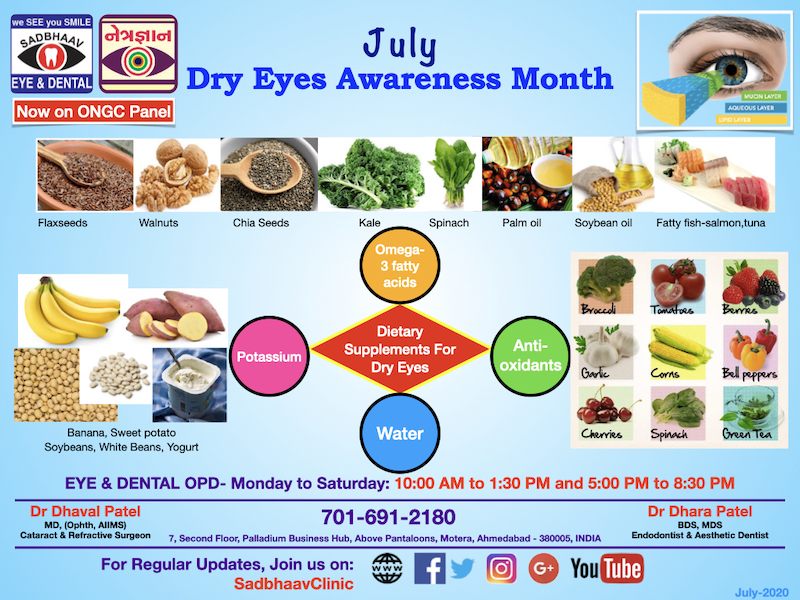 we SEE you SMILE
SADBHAAV
EYE & DENTAL
નેત્રજ્ઞાન
Now on ONGC Panel
July
Dry Eyes Awareness Month
MUCIN LAYER
AQUEOUS LAYER
LIPID LAYER
Flaxseeds
Walnuts
Chia Seeds
Kale
Spinach
Palm oil
Soybean oil
Fatty fish-salmon,tuna
Omega-
3 fatty
acids
Potassium
Dietary
Supplements For
Dry Eyes
Anti-
oxidants
Water
Broccoli
Tomatoes
Berries
Garlic
Corns
Bell peppers
Cherries
Spinach
Green Tea
Banana, Sweet potato
Soybeans, White Beans, Yogurt
EYE & DENTAL OPD- Monday to Saturday: 10:00 AM to 1:30 PM and 5:00 PM to 8:30 PM
Dr Dhaval Patel
MD, (Ophth, AIIMS)
Cataract & Refractive Surgeon
701-691-2180
7, Second Floor, Palladium Business Hub, Above Pantaloons, Motera, Ahmedabad - 380005, INDIA
Dr Dhara Patel
BDS, MDS
Endodontist & Aesthetic Dentist
For Regular Updates, Join us on:
SadbhaavClinic
WWW
f
G+
YouTube
July-2020